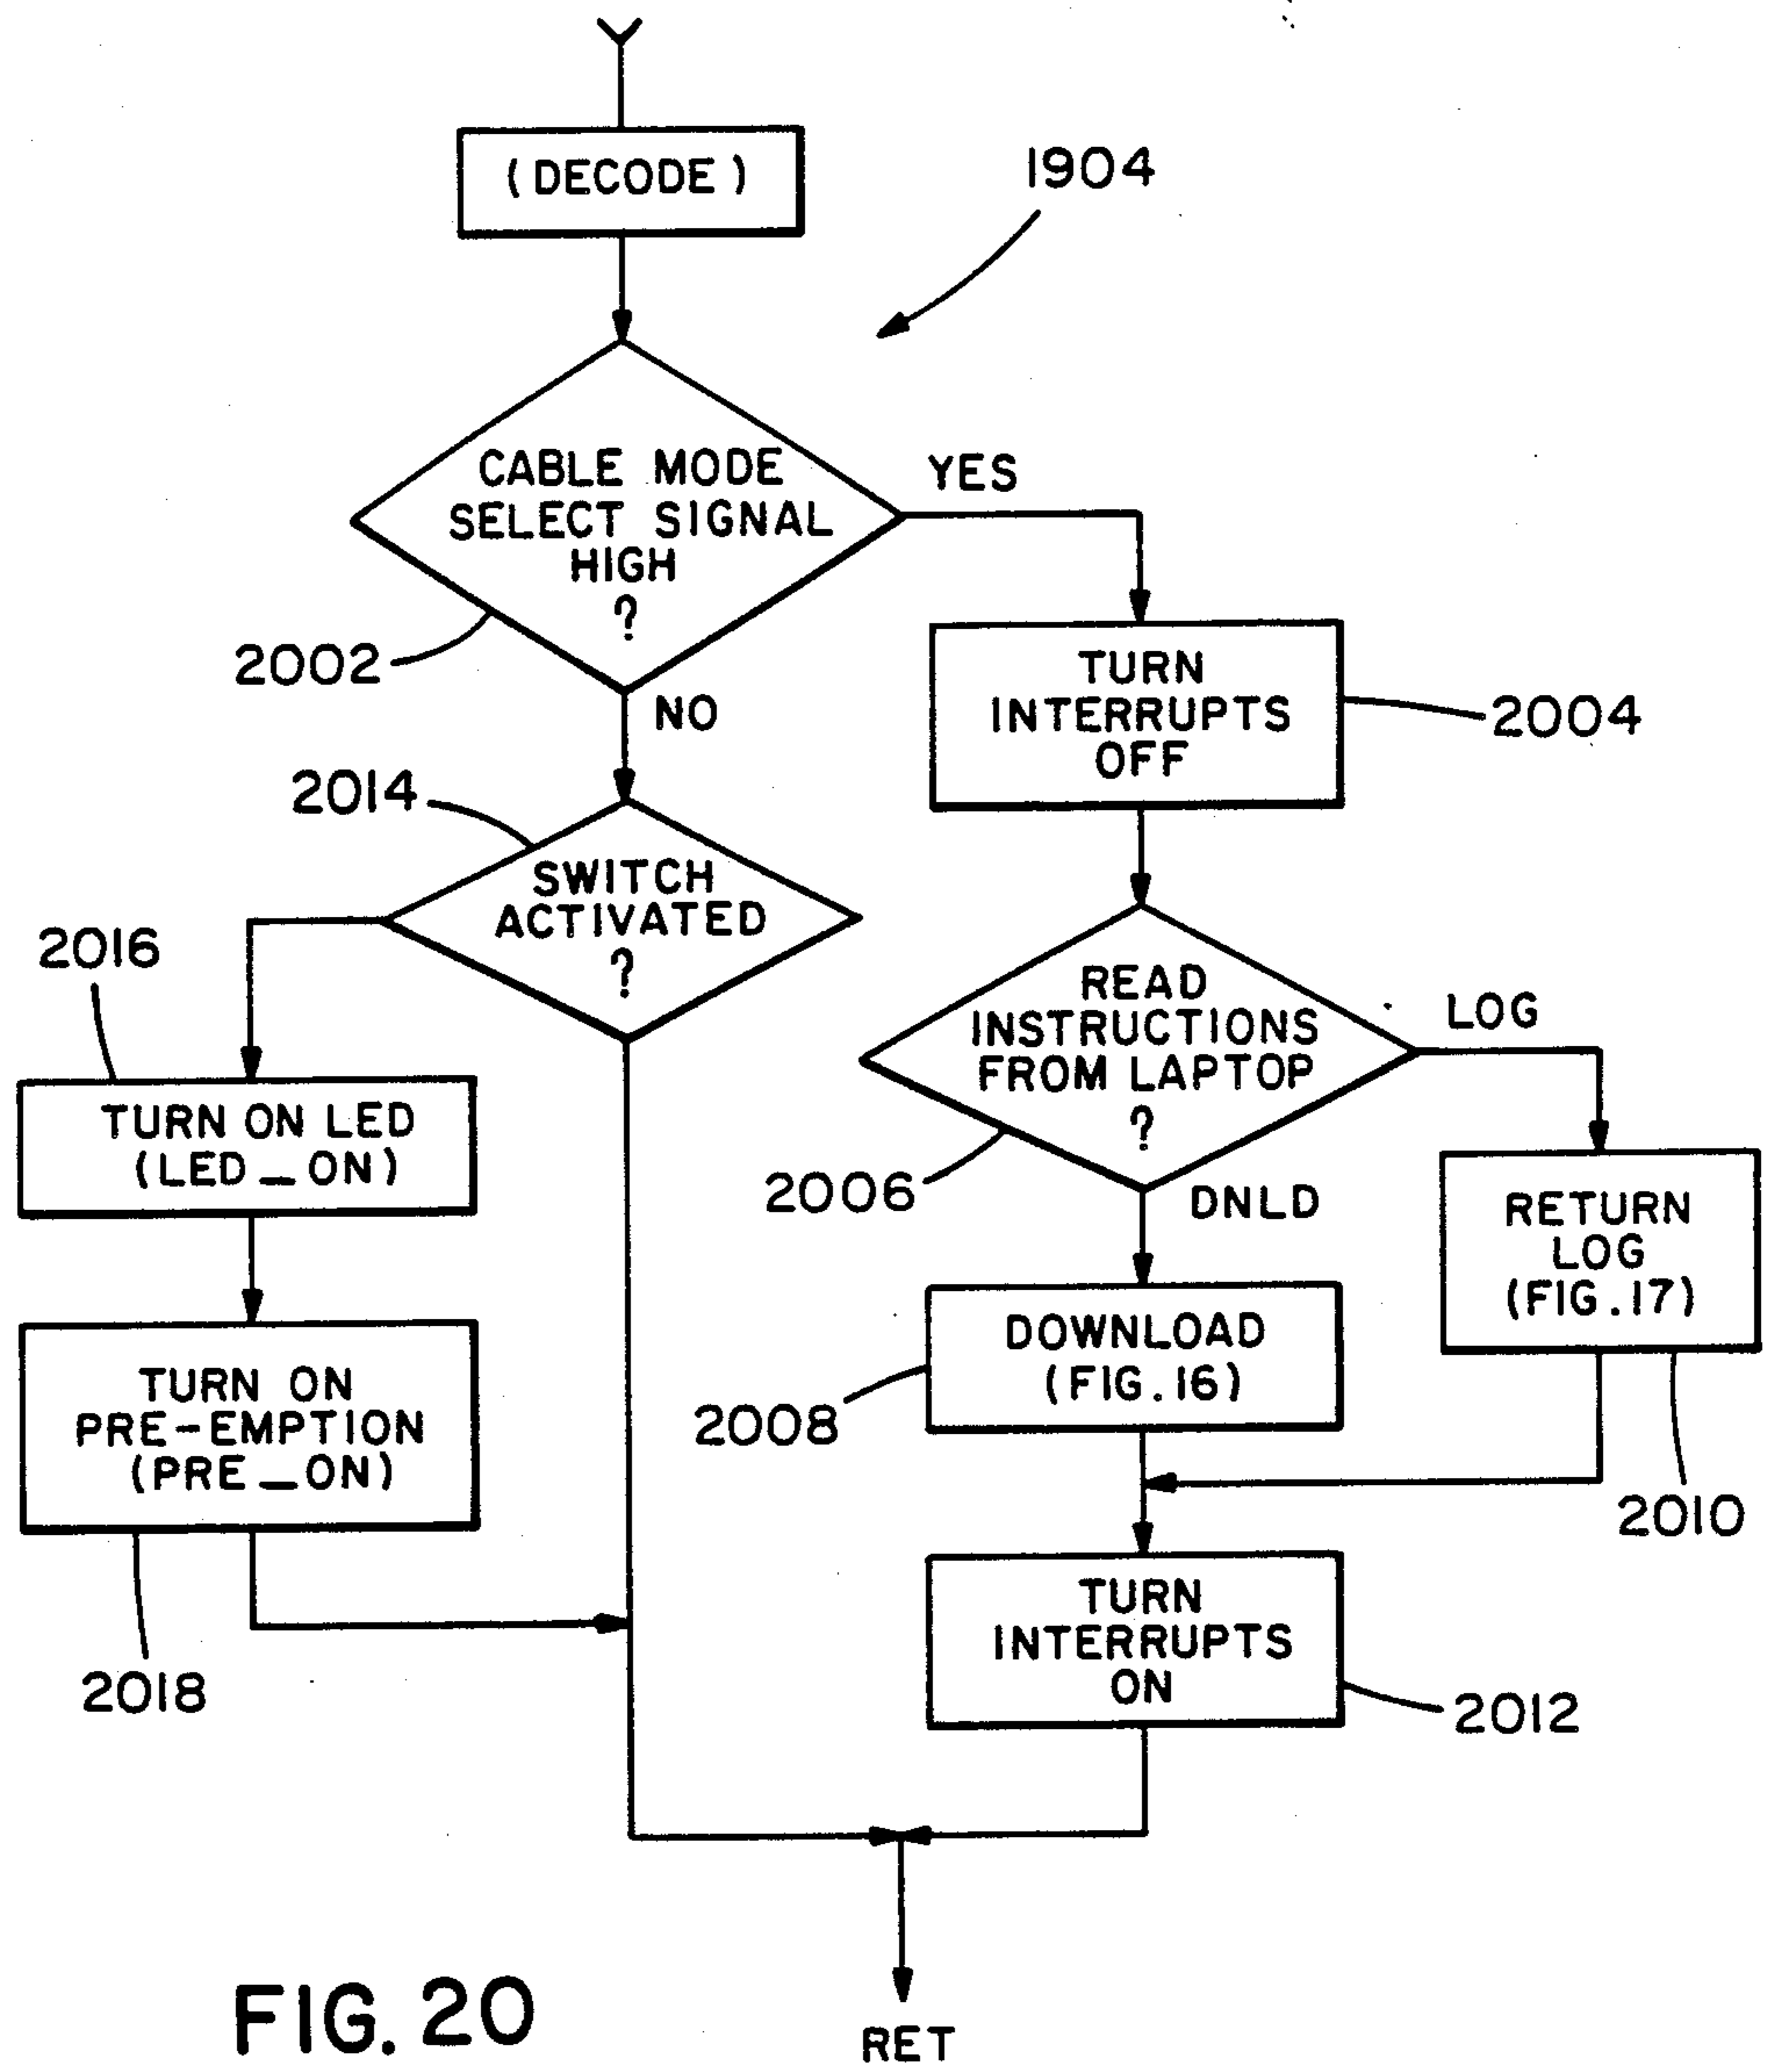 (DECODE)
1904
CABLE MODE
SELECT SIGNAL
HIGH
?
YES
2002
NO
TURN
INTERRUPTS
OFF
2004
2014
SWITCH
ACTIVATED
?
2016
TURN ON LED
(LED_ON)
READ
INSTRUCTIONS
FROM LAPTOP
?
LOG
2006
DNLD
RETURN
LOG
(FIG.17)
2010
TURN ON
PRE-EMPTION
(PRE_ON)
2018
DOWNLOAD
(FIG.16)
2008
TURN
INTERRUPTS
ON
2012
RET
FIG. 20